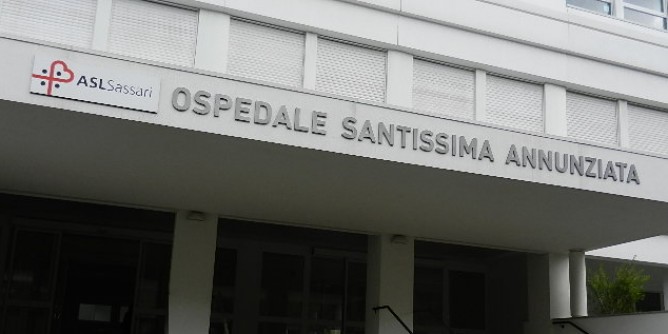 ASLSassari
OSPEDALE SANTISSIMA ANNUNZIATA